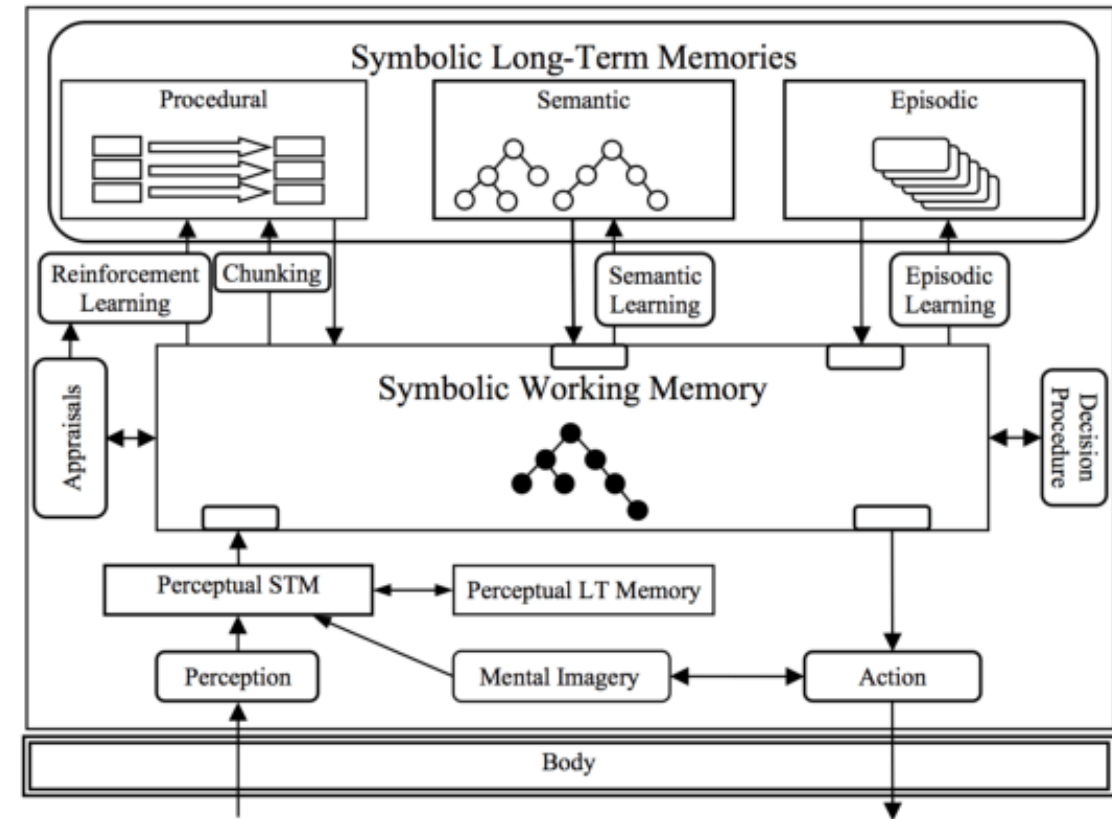 Symbolic Long-Term Memories
Procedural
Semantic
Episodic
Reinforcement
Learning
Chunking
Semantic
Learning
Episodic
Learning
Symbolic Working Memory
Appraisals
Decision
Procedure
Perceptual STM
Perceptual LT Memory
Perception
Mental Imagery
Action
Body